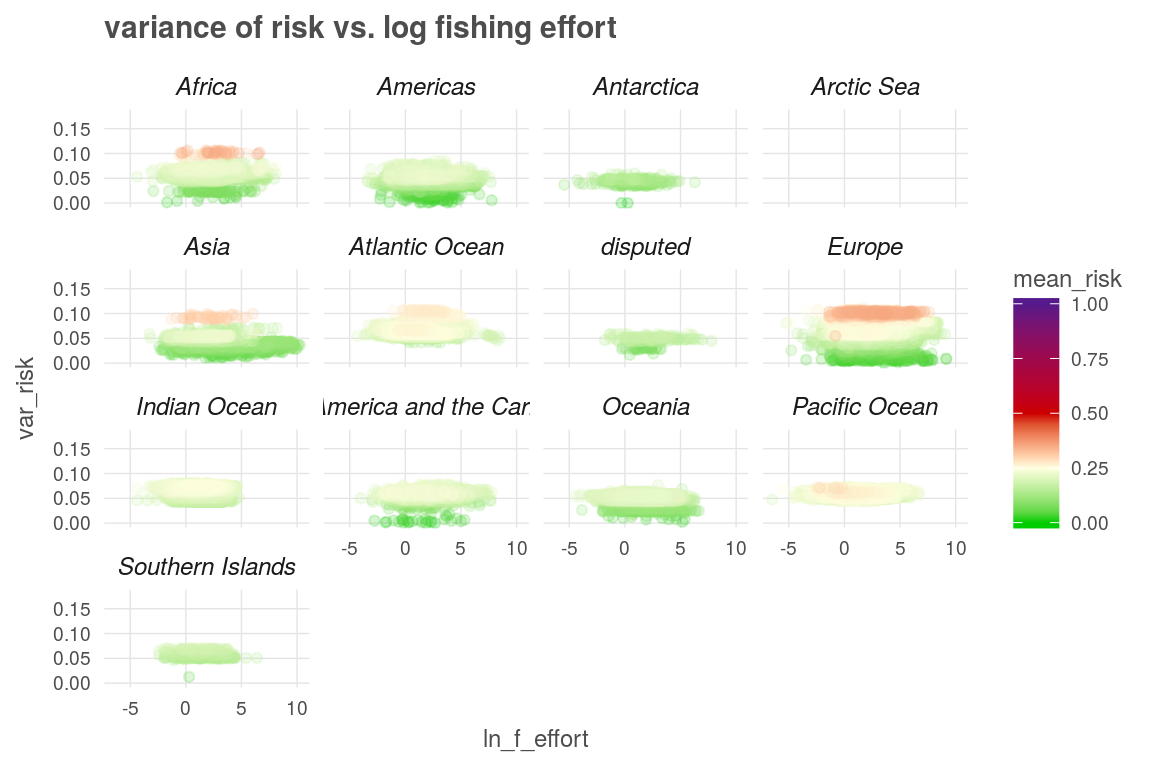 variance of risk vs. log fishing effort
Africa Americas Antarctica Arctic Sea
0.15
0.10
0.05
0.00
Asia Atlantic Ocean disputed Europe
0.15
0.10
0.05
0.00
Indian Ocean America and the Car Oceania Pacific Ocean
0.15
0.10
0.05
0.00
-5 0 5 10 -5 0 5 10 -5 0 5 10
Southern Islands
0.15
0.10
0.05
0.00
-5 0 5 10
ln_f_effort
var_risk
mean_risk
1.00
0.75
0.50
0.25
0.00